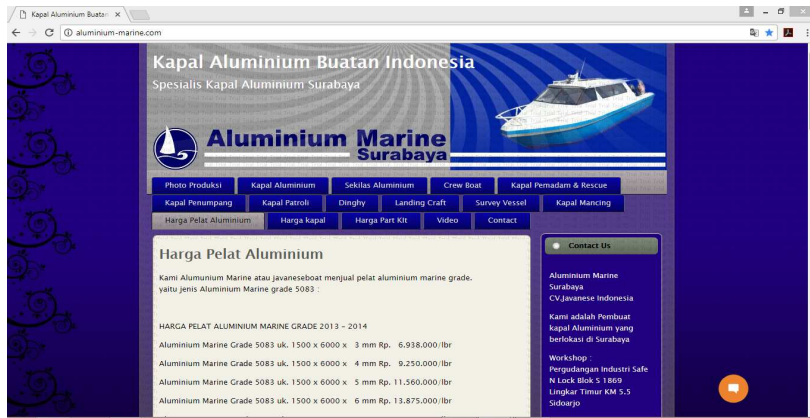 Kapal Aluminium Buatan
aluminium-marine.com
Kapal Aluminium Buatan Indonesia
Spesialis Kapal Aluminium Surabaya
Aluminium Marine
Surabaya
Photo Produksi Kapal Aluminium Sekilas Aluminium Crew Boat Kapal Pemadam & Rescue
Kapal Penumpang Kapal Patroli Dinghy Landing Craft Survey Vessel Kapal Mancing
Harga Pelat Aluminium Harga kapal Harga Part Kit Video Contact
Harga Pelat Aluminium
Kami Alumunium Marine atau javaneseboat menjual pelat aluminium marine grade.
yaitu jenis Aluminium Marine grade 5083 :
HARGA PELAT ALUMINIUM MARINE GRADE 2013 – 2014
Aluminium Marine Grade 5083 uk. 1500 x 6000 x 3 mm Rp. 6.938.000/lbr
Aluminium Marine Grade 5083 uk. 1500 x 6000 x 4 mm Rp. 9.250.000/lbr
Aluminium Marine Grade 5083 uk. 1500 x 6000 x 5 mm Rp. 11.560.000/lbr
Aluminium Marine Grade 5083 uk. 1500 x 6000 x 6 mm Rp. 13.875.000/lbr
Contact Us
Aluminium Marine
Surabaya
CV.Javanese Indonesia
Kami adalah Pembuat
kapal Aluminium yang
berlokasi di Surabaya
Workshop :
Pergudangan Industri Safe
N Lock Blok S 1869
Lingkar Timur KM 5.5
Sidoarjo